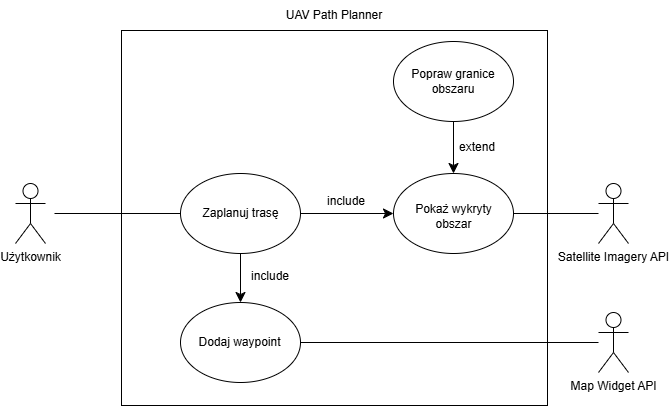 UAV Path Planner
Popraw granice
obszaru
extend
Zaplanuj trasę
include
Pokaż wykryty
obszar
Użytkownik
Satellite Imagery API
include
Dodaj waypoint
Map Widget API